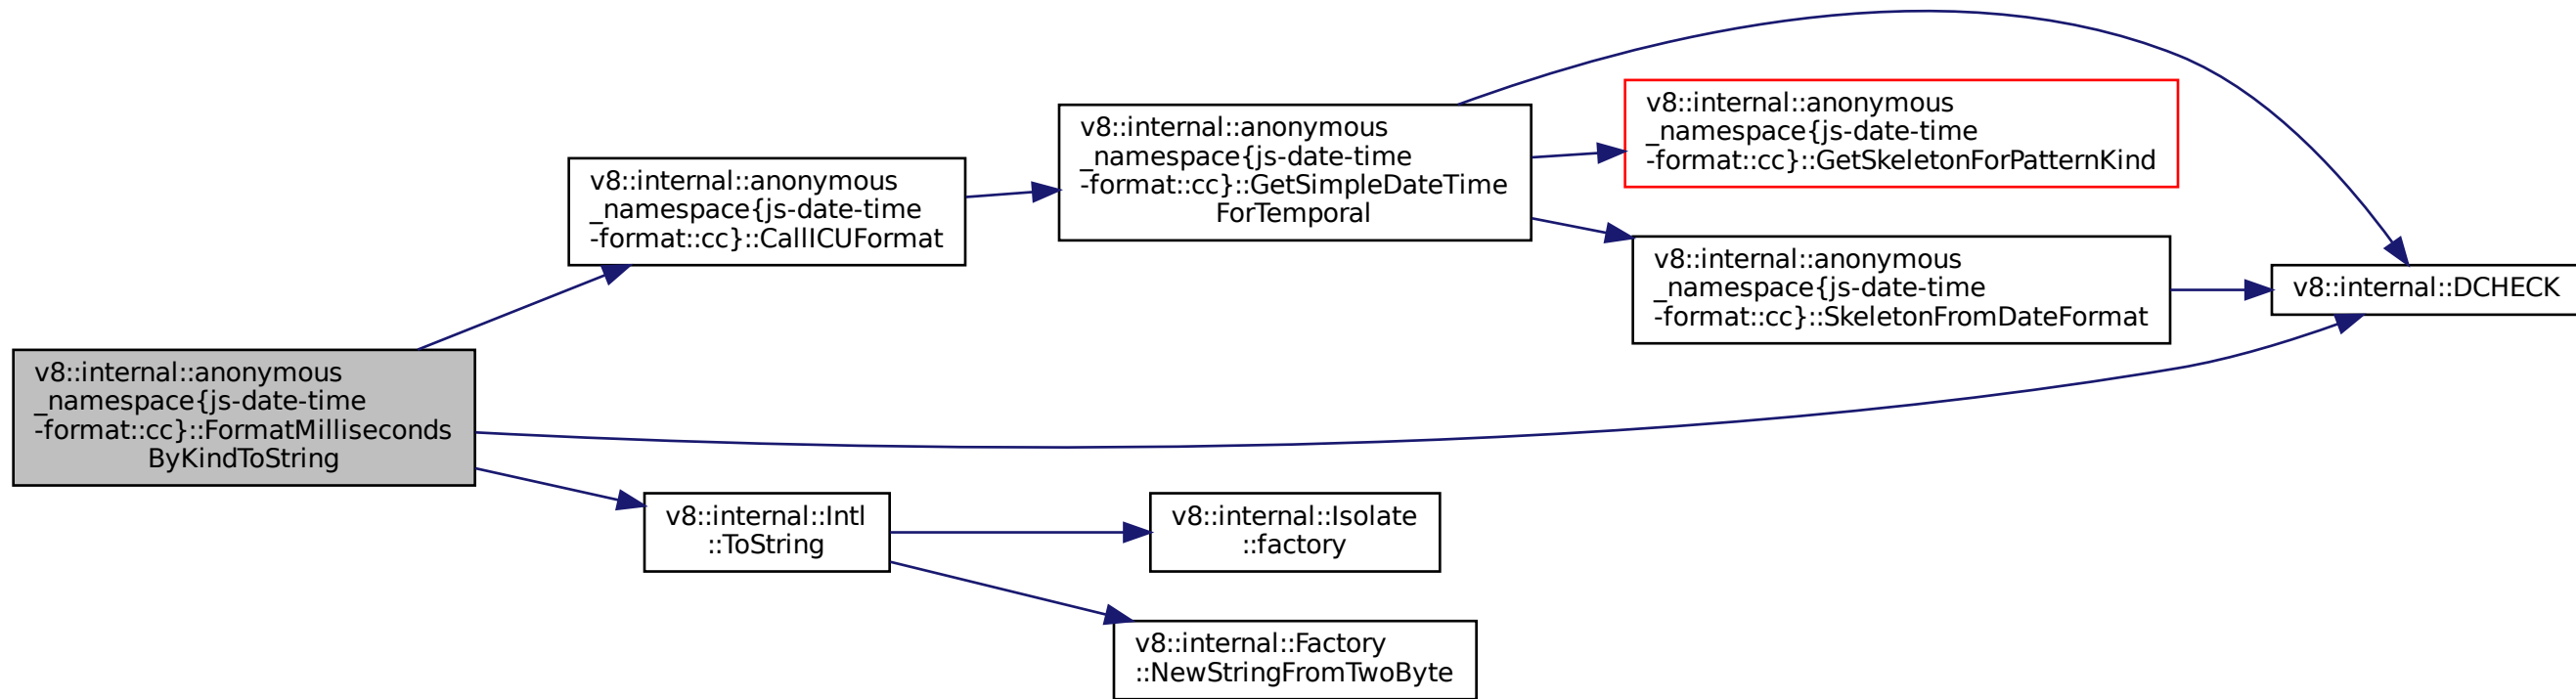 v8::internal::anonymous
_namespace{js-date-time
-format::cc}::FormatMilliseconds
ByKindToString
v8::internal::anonymous
_namespace{js-date-time
-format::cc}::CallICUFormat
v8::internal::anonymous
_namespace{js-date-time
-format::cc}::GetSimpleDateTime
ForTemporal
v8::internal::anonymous
_namespace{js-date-time
-format::cc}::GetSkeletonForPatternKind
v8::internal::anonymous
_namespace{js-date-time
-format::cc}::SkeletonFromDateFormat
v8::internal::DCHECK
v8::internal::Intl
::ToString
v8::internal::Isolate
::factory
v8::internal::Factory
::NewStringFromTwoByte